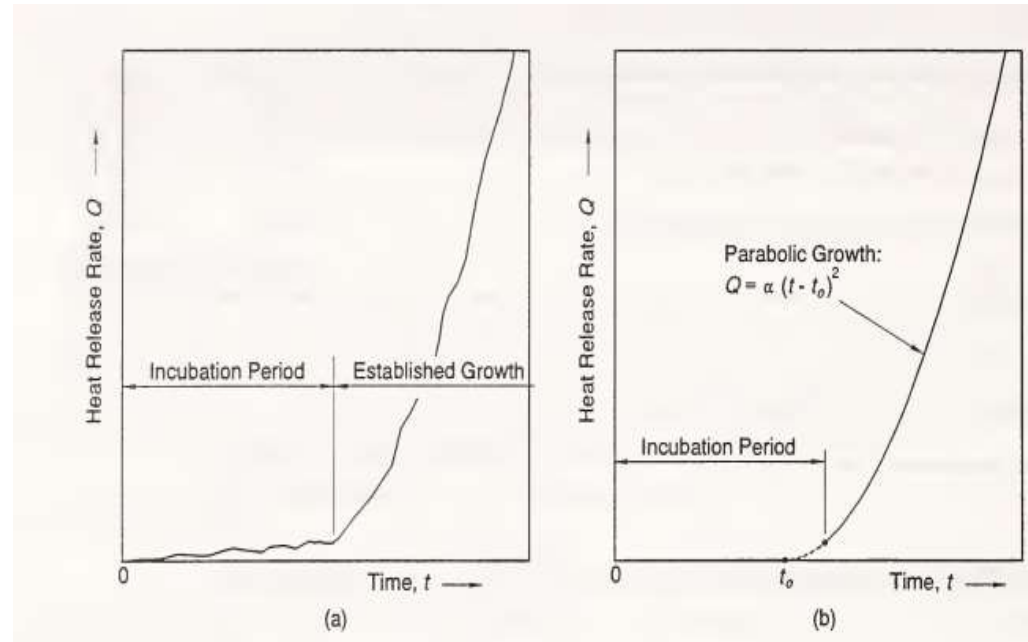 Heat Release Rate, Q
Incubation Period
Established Growth
0
Time, t
(a)
Heat Release Rate, Q
Parabolic Growth:
Q = α (t - tₒ)²
Incubation Period
0
tₒ
Time, t
(b)